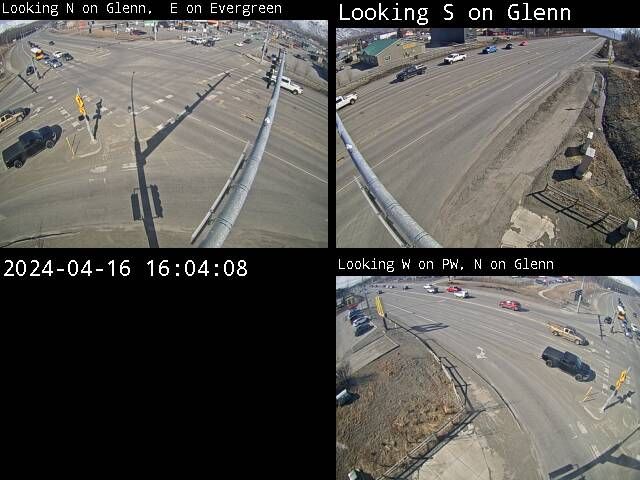 Looking N on Glenn, E on Evergreen
Looking S on Glenn
2024-04-16 16:04:08
Looking W on PW, N on Glenn